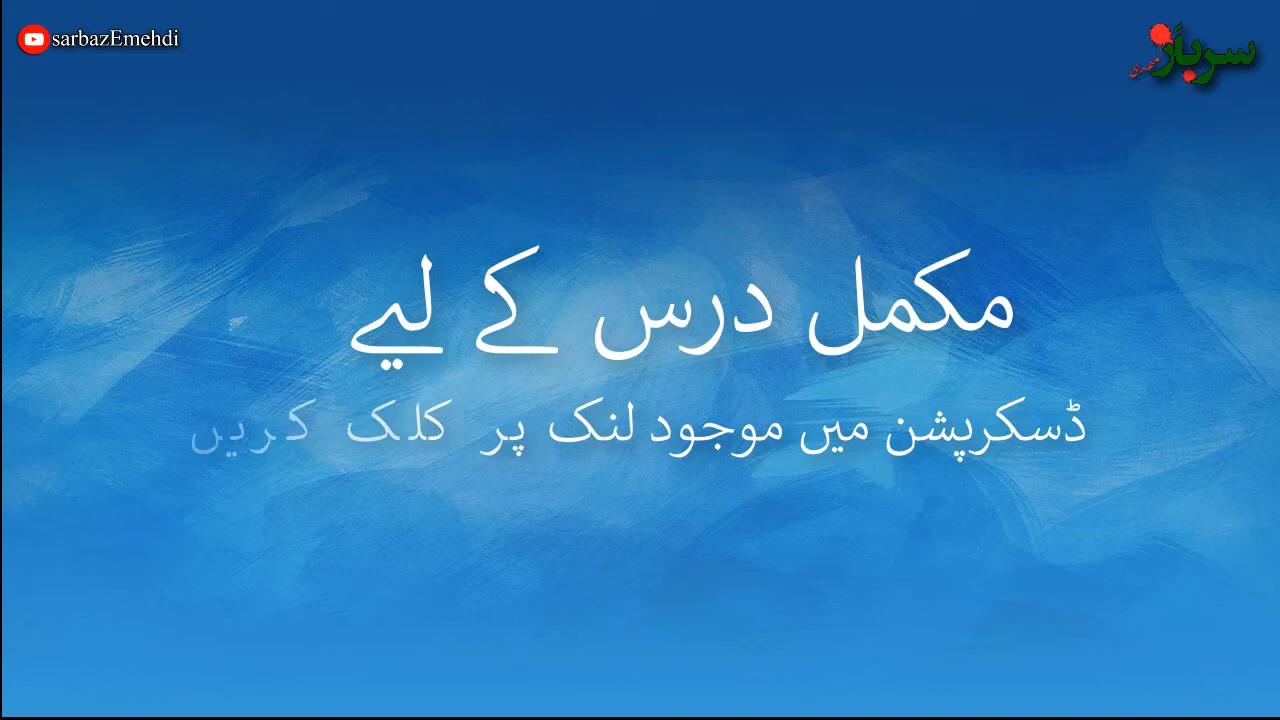 sarbazEmehdi
سرباز
مکمل درس کے لیے
ڈسکرپشن میں موجود لنک پر کلک کریں